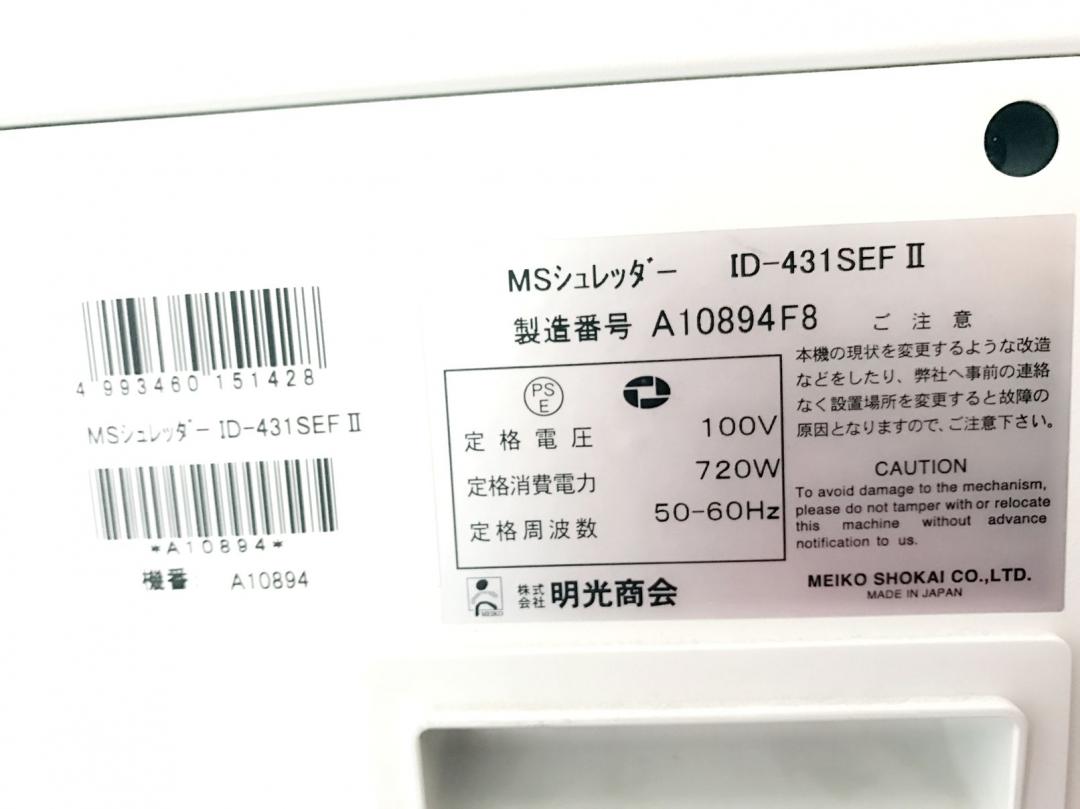 4 993460 151428
MSシュレッダー ID-431SEFⅡ
*A10894*
機番: A10894
MSシュレッダー ID-431SEFⅡ
製造番号 A10894F8
PS
E
定格電圧 100V
定格消費電力 720W
定格周波数 50-60Hz
ご注意
本機の現状を変更するような改造
などをしたり、弊社へ事前の連絡
なく設置場所を変更すると故障の
原因となりますので、ご注意下さい。
CAUTION
To avoid damage to the mechanism,
please do not tamper with or relocate
this machine without advance
notification to us.
MEIKO
株式
会社 明光商会
MEIKO SHOKAI CO.,LTD.
MADE IN JAPAN